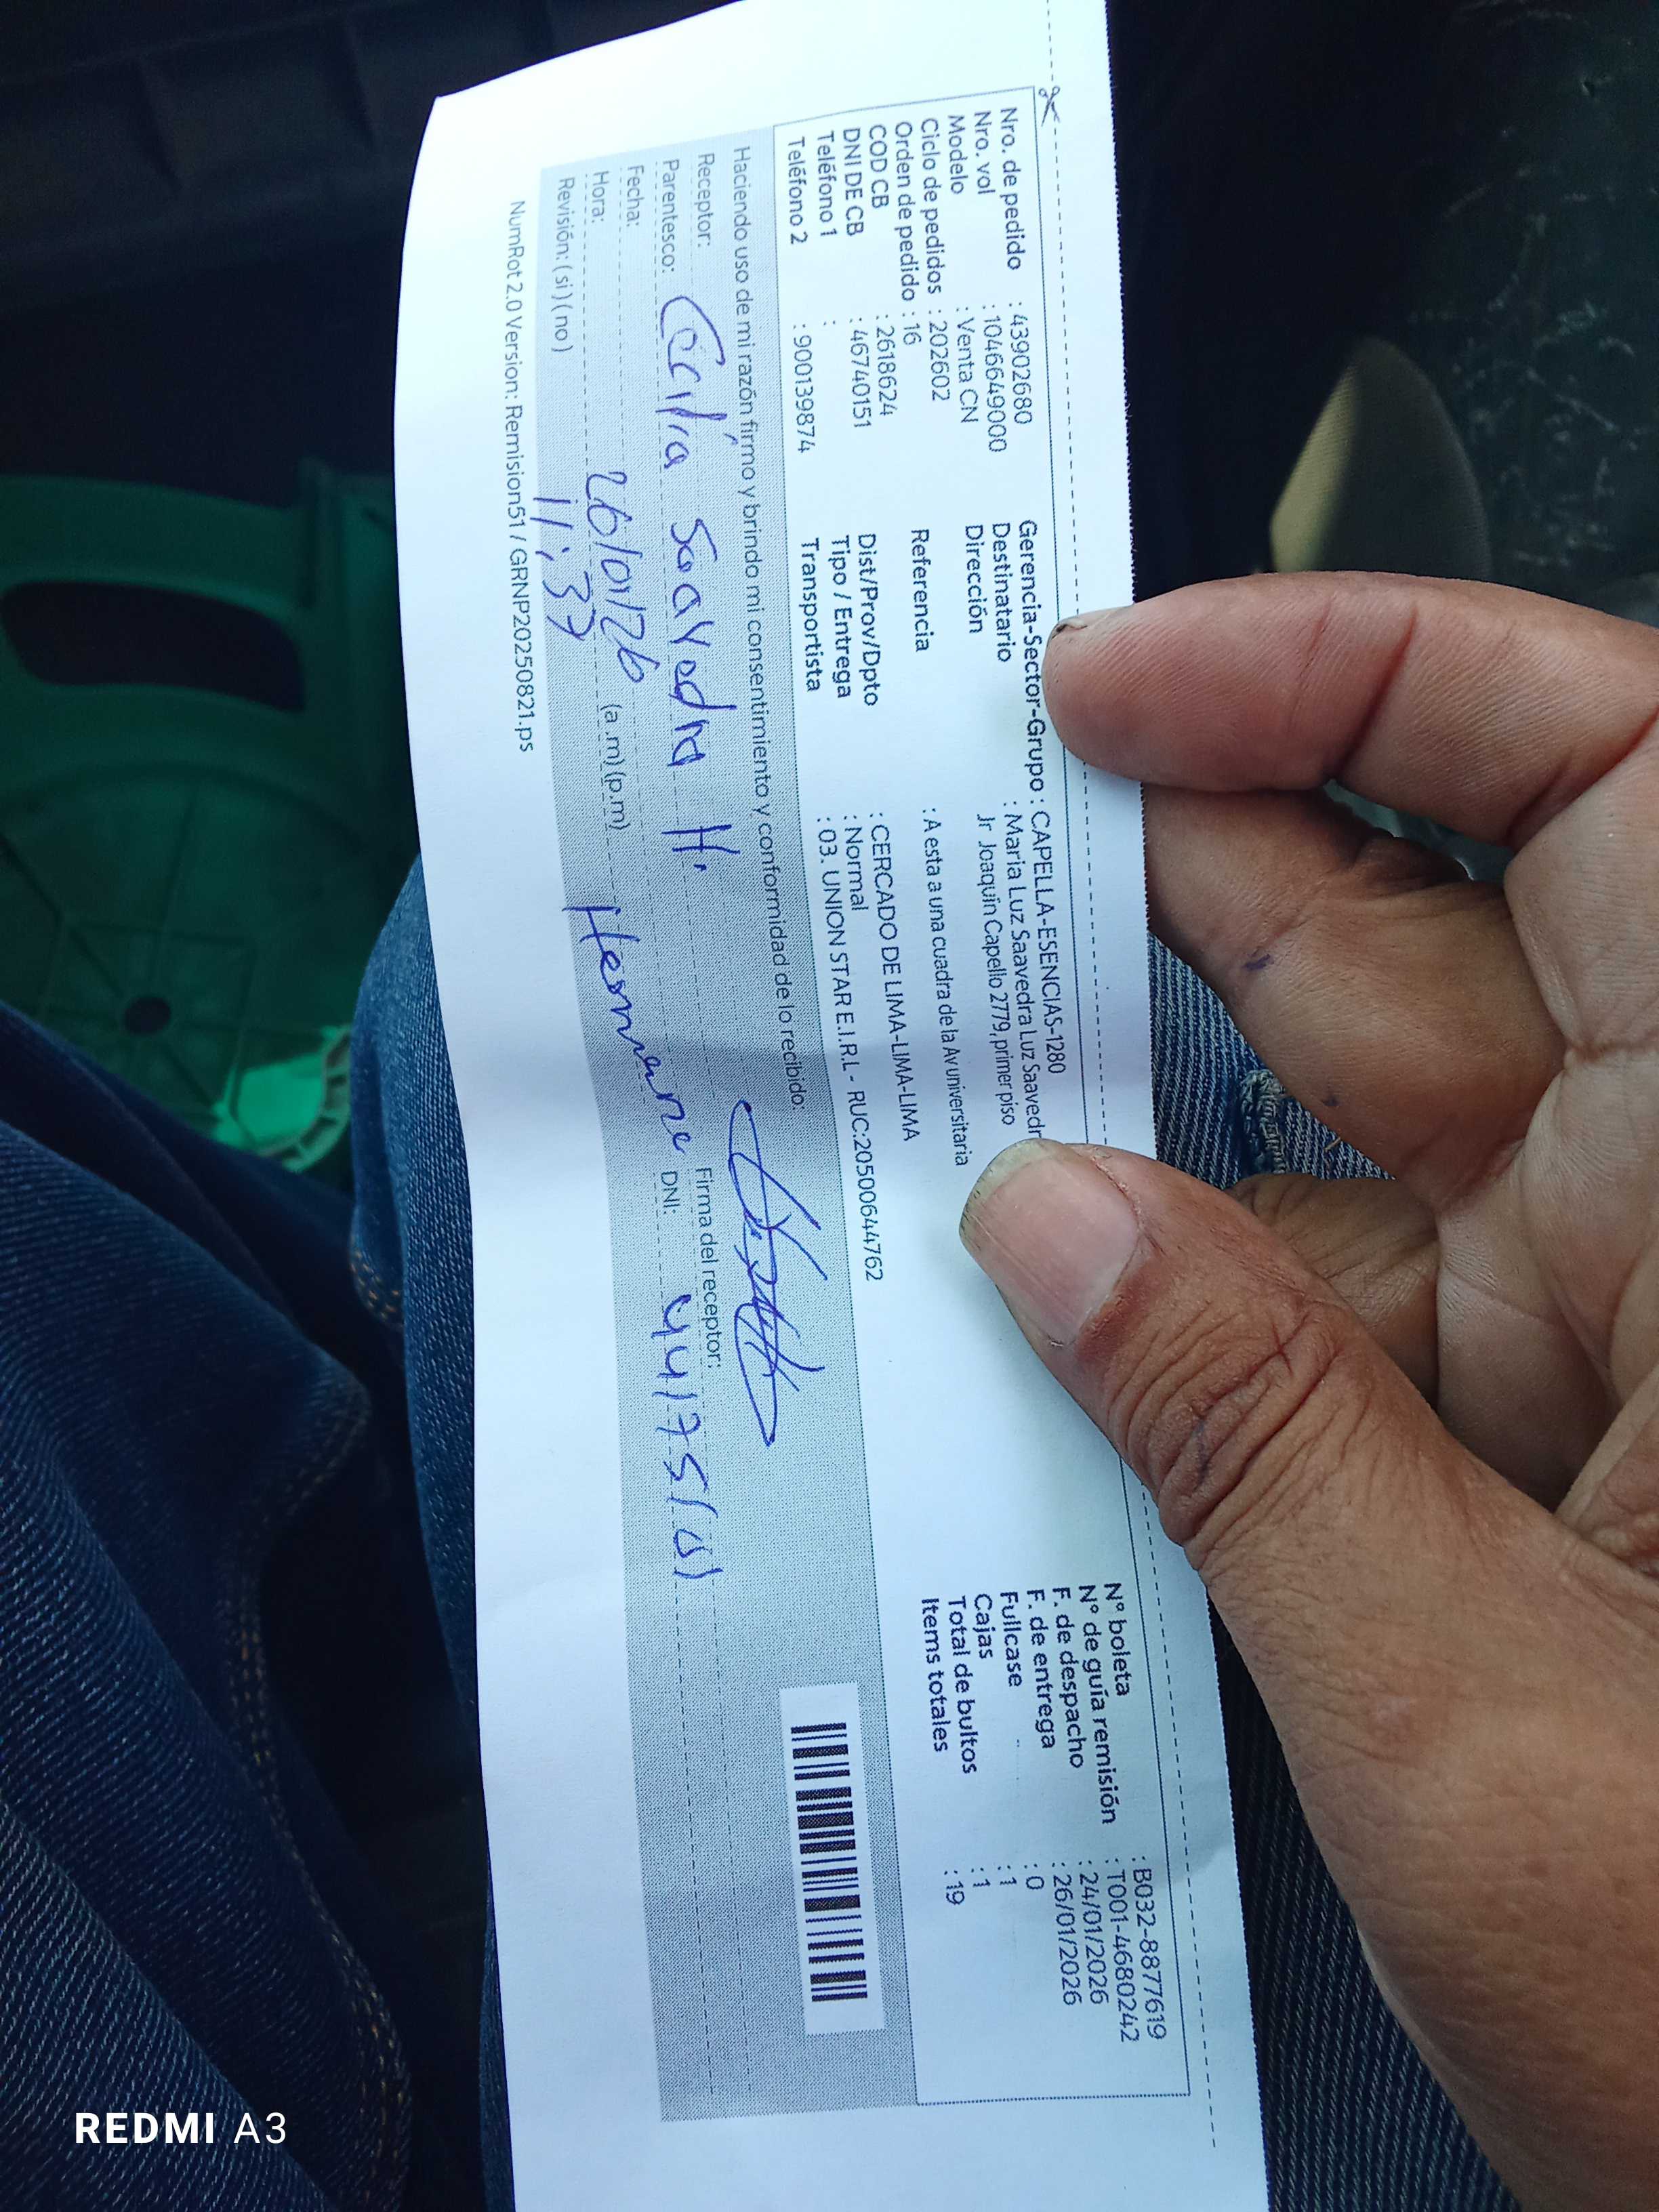 Nro. de pedido : 43902680
Nro. vol : 1046649000
Modelo : Venta CN
Ciclo de pedidos : 202602
Orden de pedido : 16
COD CB : 2618624
DNI DE CB : 46740151
Teléfono 1 :
Teléfono 2 : 900139874
Gerencia-Sector-Grupo : CAPELLA-ESENCIAS-1280
Destinatario : Maria Luz Saavedra Luz Saavedr
Dirección Jr Joaquin Capello 2779, primer piso
Referencia : A esta a una cuadra de la Av universitaria
Dist/Prov/Dpto : CERCADO DE LIMA-LIMA-LIMA
Tipo / Entrega : Normal
Transportista : 03. UNION STAR E.I.R.L - RUC:20500644762
N° boleta : B032-8877619
N° de guía remisión : T001-4680242
F. de despacho : 24/01/2026
F. de entrega : 26/01/2026
Fullcase : 0
Cajas : 1
Total de bultos : 1
Items totales : 19
Haciendo uso de mi razón firmo y brindo mi consentimiento y conformidad de lo recibido:
Receptor: Cecilia Saavedra H.
Parentesco: Hermana
Fecha: 26/01/26
Hora: 11:37 (a .m) (p.m)
Revisión: ( si ) ( no )
Firma del receptor:
DNI:
NumRot 2.0 Version: Remision51 / GRNP20250821.ps
REDMI A3